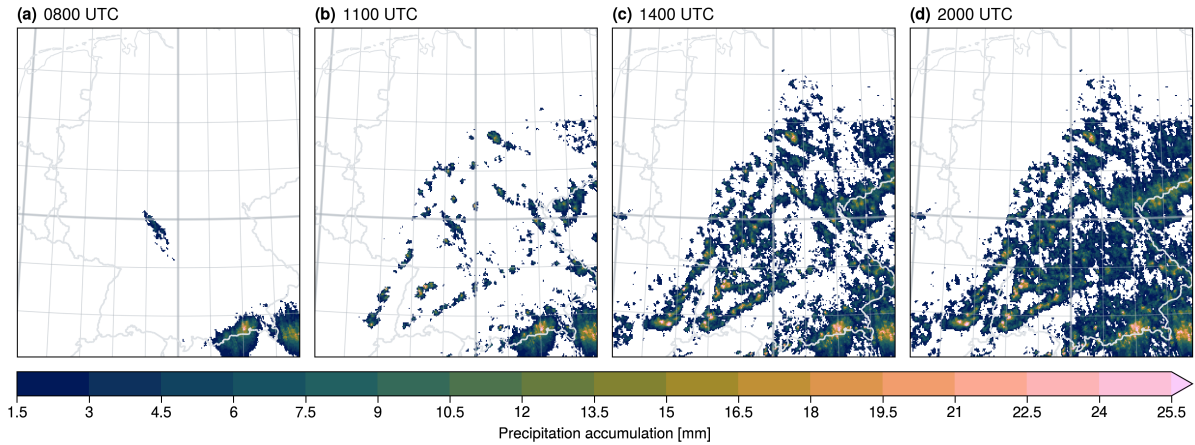 (a) 0800 UTC
(b) 1100 UTC
(c) 1400 UTC
(d) 2000 UTC
1.5 3 4.5 6 7.5 9 10.5 12 13.5 15 16.5 18 19.5 21 22.5 24 25.5
Precipitation accumulation [mm]